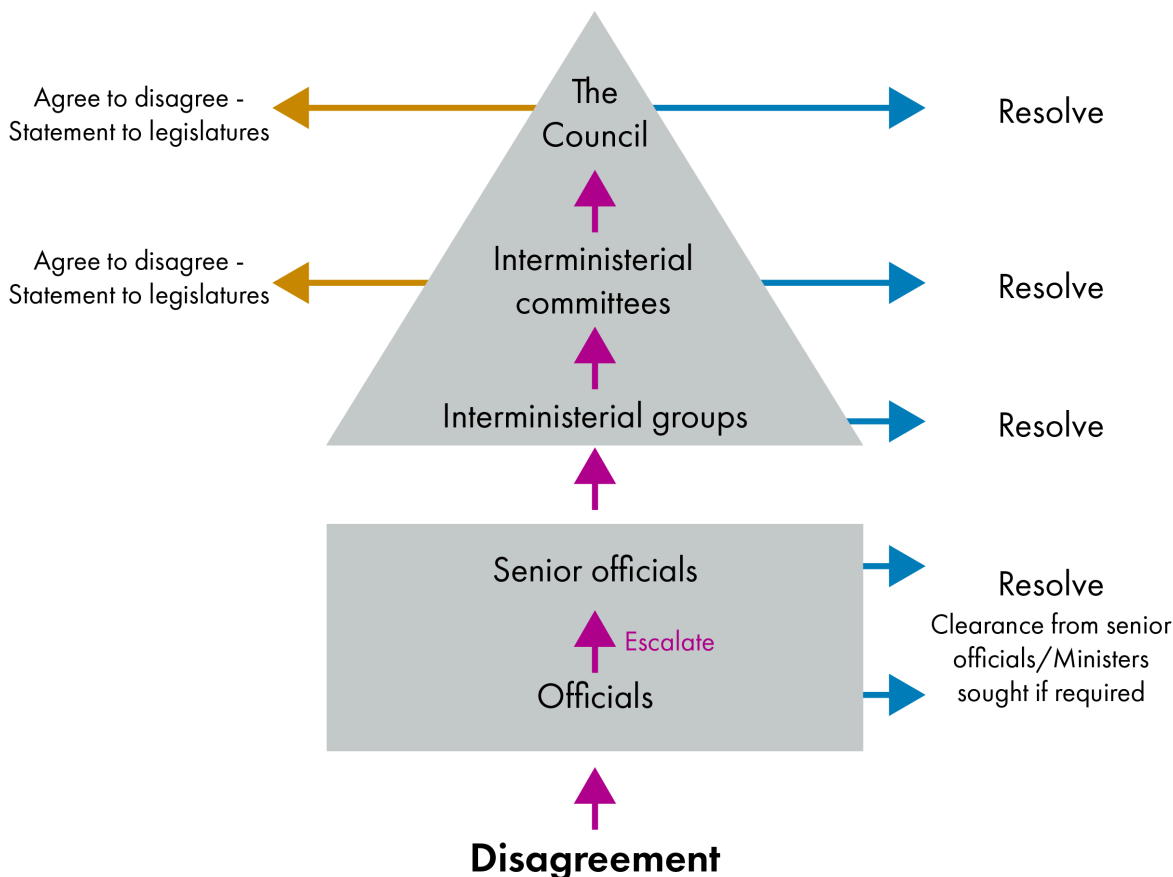 Agree to disagree -
Statement to legislatures
The
Council
Resolve
Agree to disagree -
Statement to legislatures
Interministerial
committees
Resolve
Interministerial groups
Resolve
Senior officials
Resolve
Escalate
Clearance from senior
officials/Ministers
sought if required
Officials
Disagreement